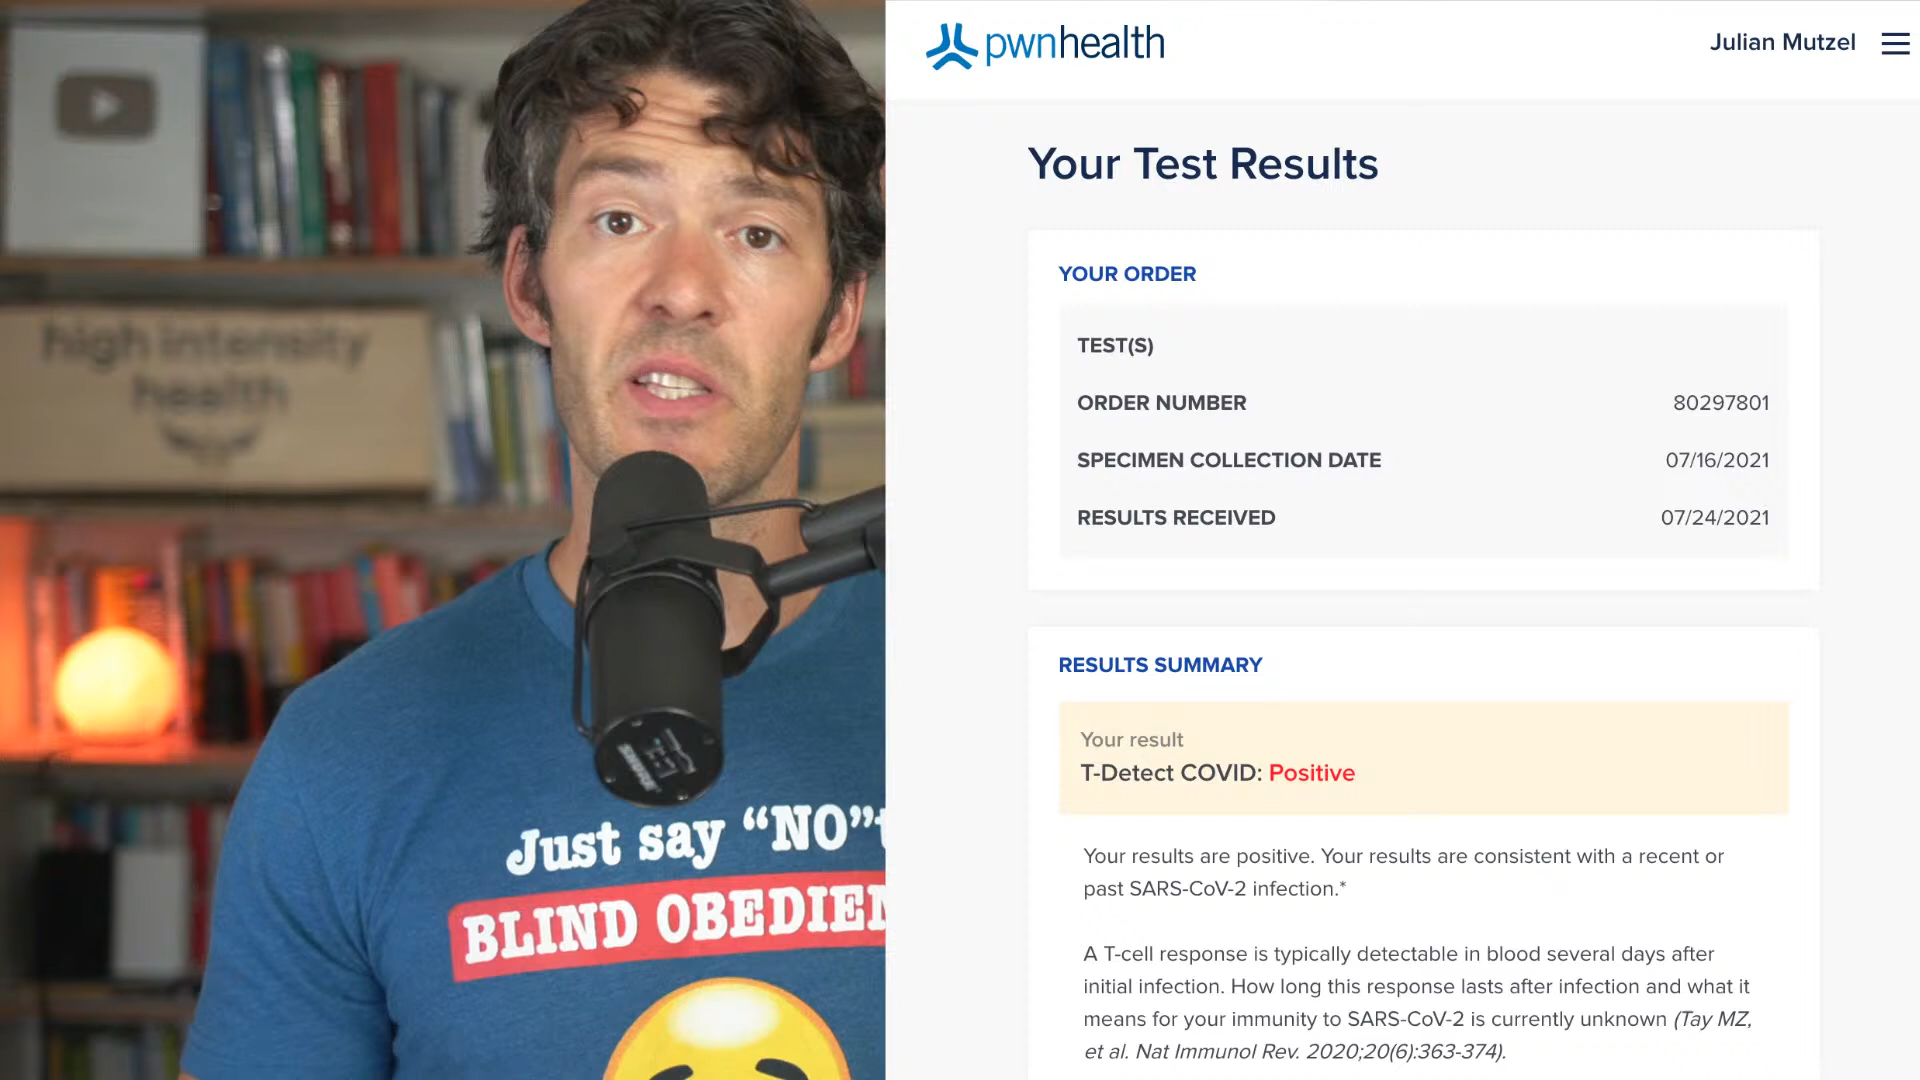 high intensity
health
Just say "NO"
BLIND OBEDIEN
pwnhealth
Julian Mutzel
Your Test Results
YOUR ORDER
TEST(S)
ORDER NUMBER
80297801
SPECIMEN COLLECTION DATE
07/16/2021
RESULTS RECEIVED
07/24/2021
RESULTS SUMMARY
Your result
T-Detect COVID: Positive
Your results are positive. Your results are consistent with a recent or
past SARS-CoV-2 infection.*
A T-cell response is typically detectable in blood several days after
initial infection. How long this response lasts after infection and what it
means for your immunity to SARS-CoV-2 is currently unknown (Tay MZ,
et al. Nat Immunol Rev. 2020;20(6):363-374).